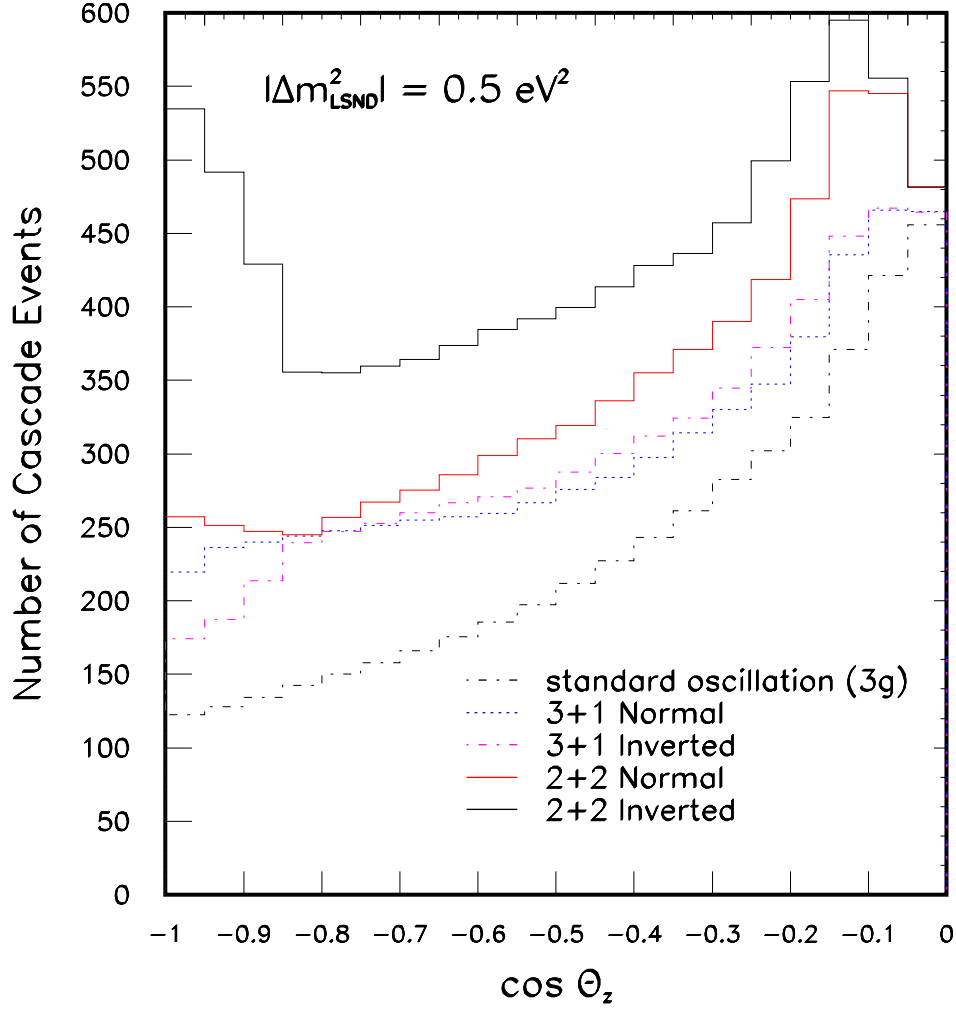 600
550
500
450
400
350
300
250
200
150
100
50
0
|Δm²LSND| = 0.5 eV²
Number of Cascade Events
standard oscillation (3g)
3+1 Normal
3+1 Inverted
2+2 Normal
2+2 Inverted
-1 -0.9 -0.8 -0.7 -0.6 -0.5 -0.4 -0.3 -0.2 -0.1 0
cos Θz